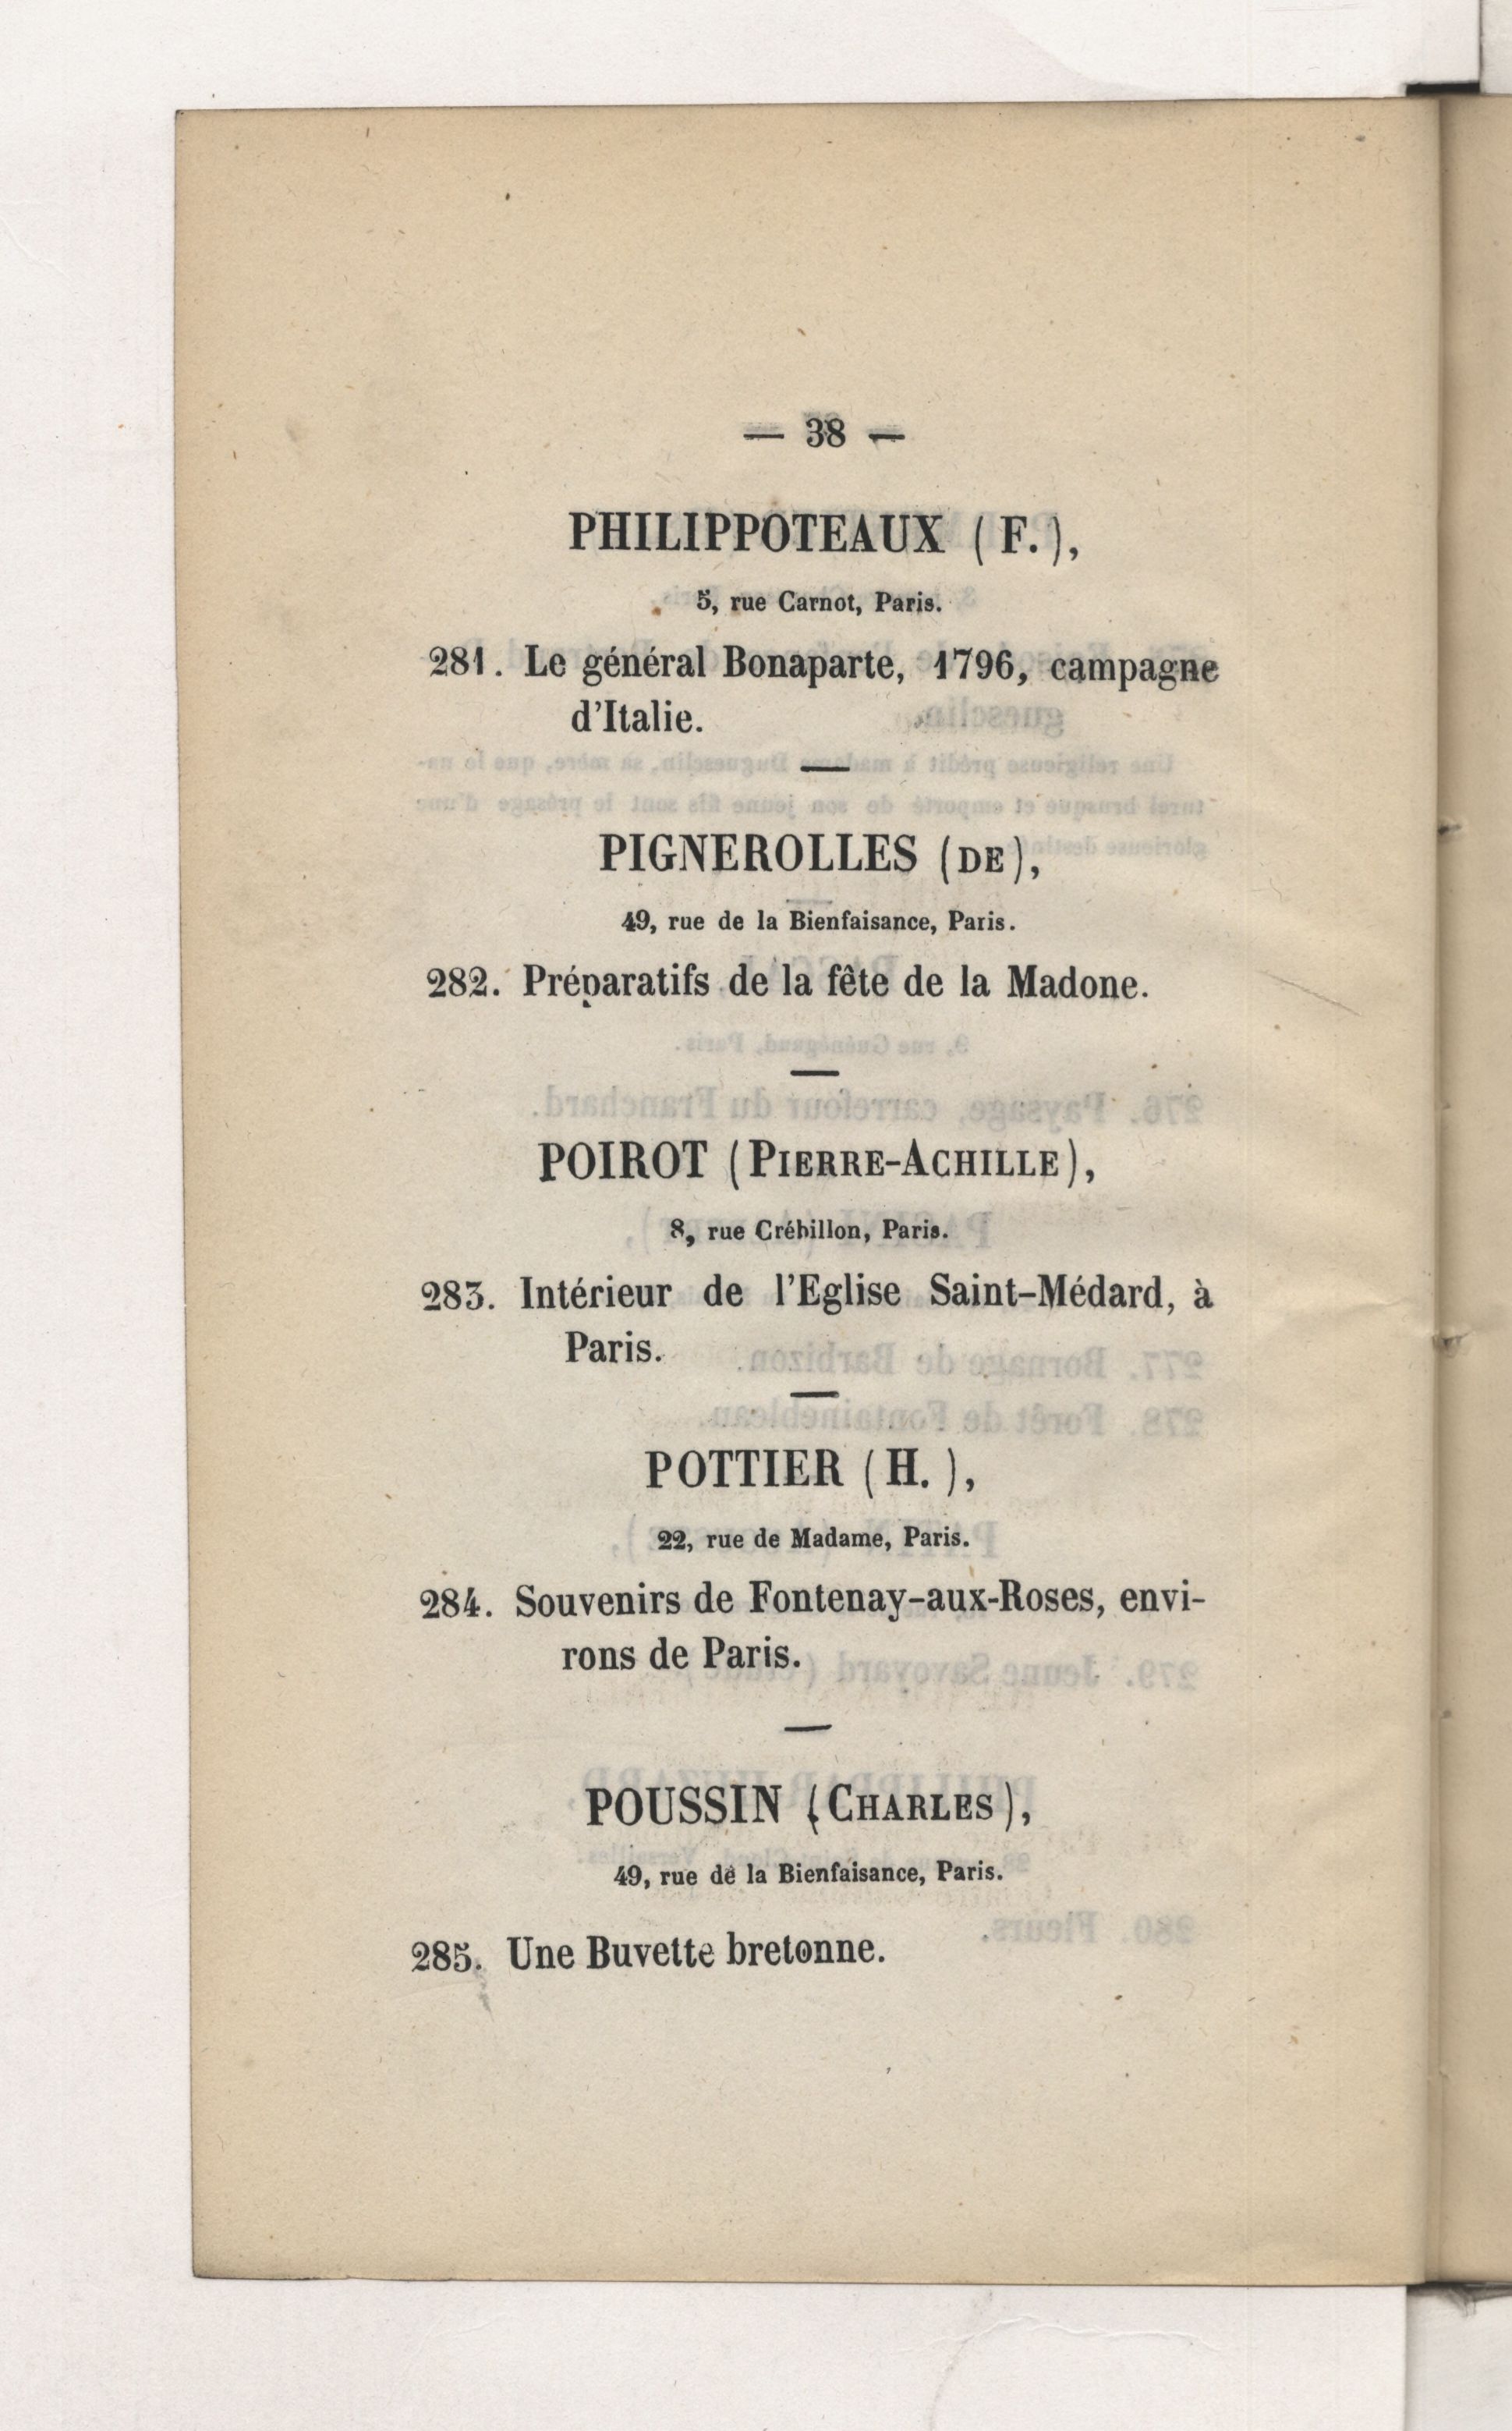 — 38 —
PHILIPPOTEAUX (F.),
5, rue Carnot, Paris.
281. Le général Bonaparte, 1796, campagne
d'Italie.
PIGNEROLLES (DE),
49, rue de la Bienfaisance, Paris.
282. Préparatifs de la fête de la Madone.
POIROT (PIERRE-ACHILLE),
8, rue Crébillon, Paris.
283. Intérieur de l'Eglise Saint-Médard, à
Paris.
POTTIER (H.),
22, rue de Madame, Paris.
284. Souvenirs de Fontenay-aux-Roses, envi-
rons de Paris.
POUSSIN (CHARLES),
49, rue de la Bienfaisance, Paris.
285. Une Buvette bretonne.